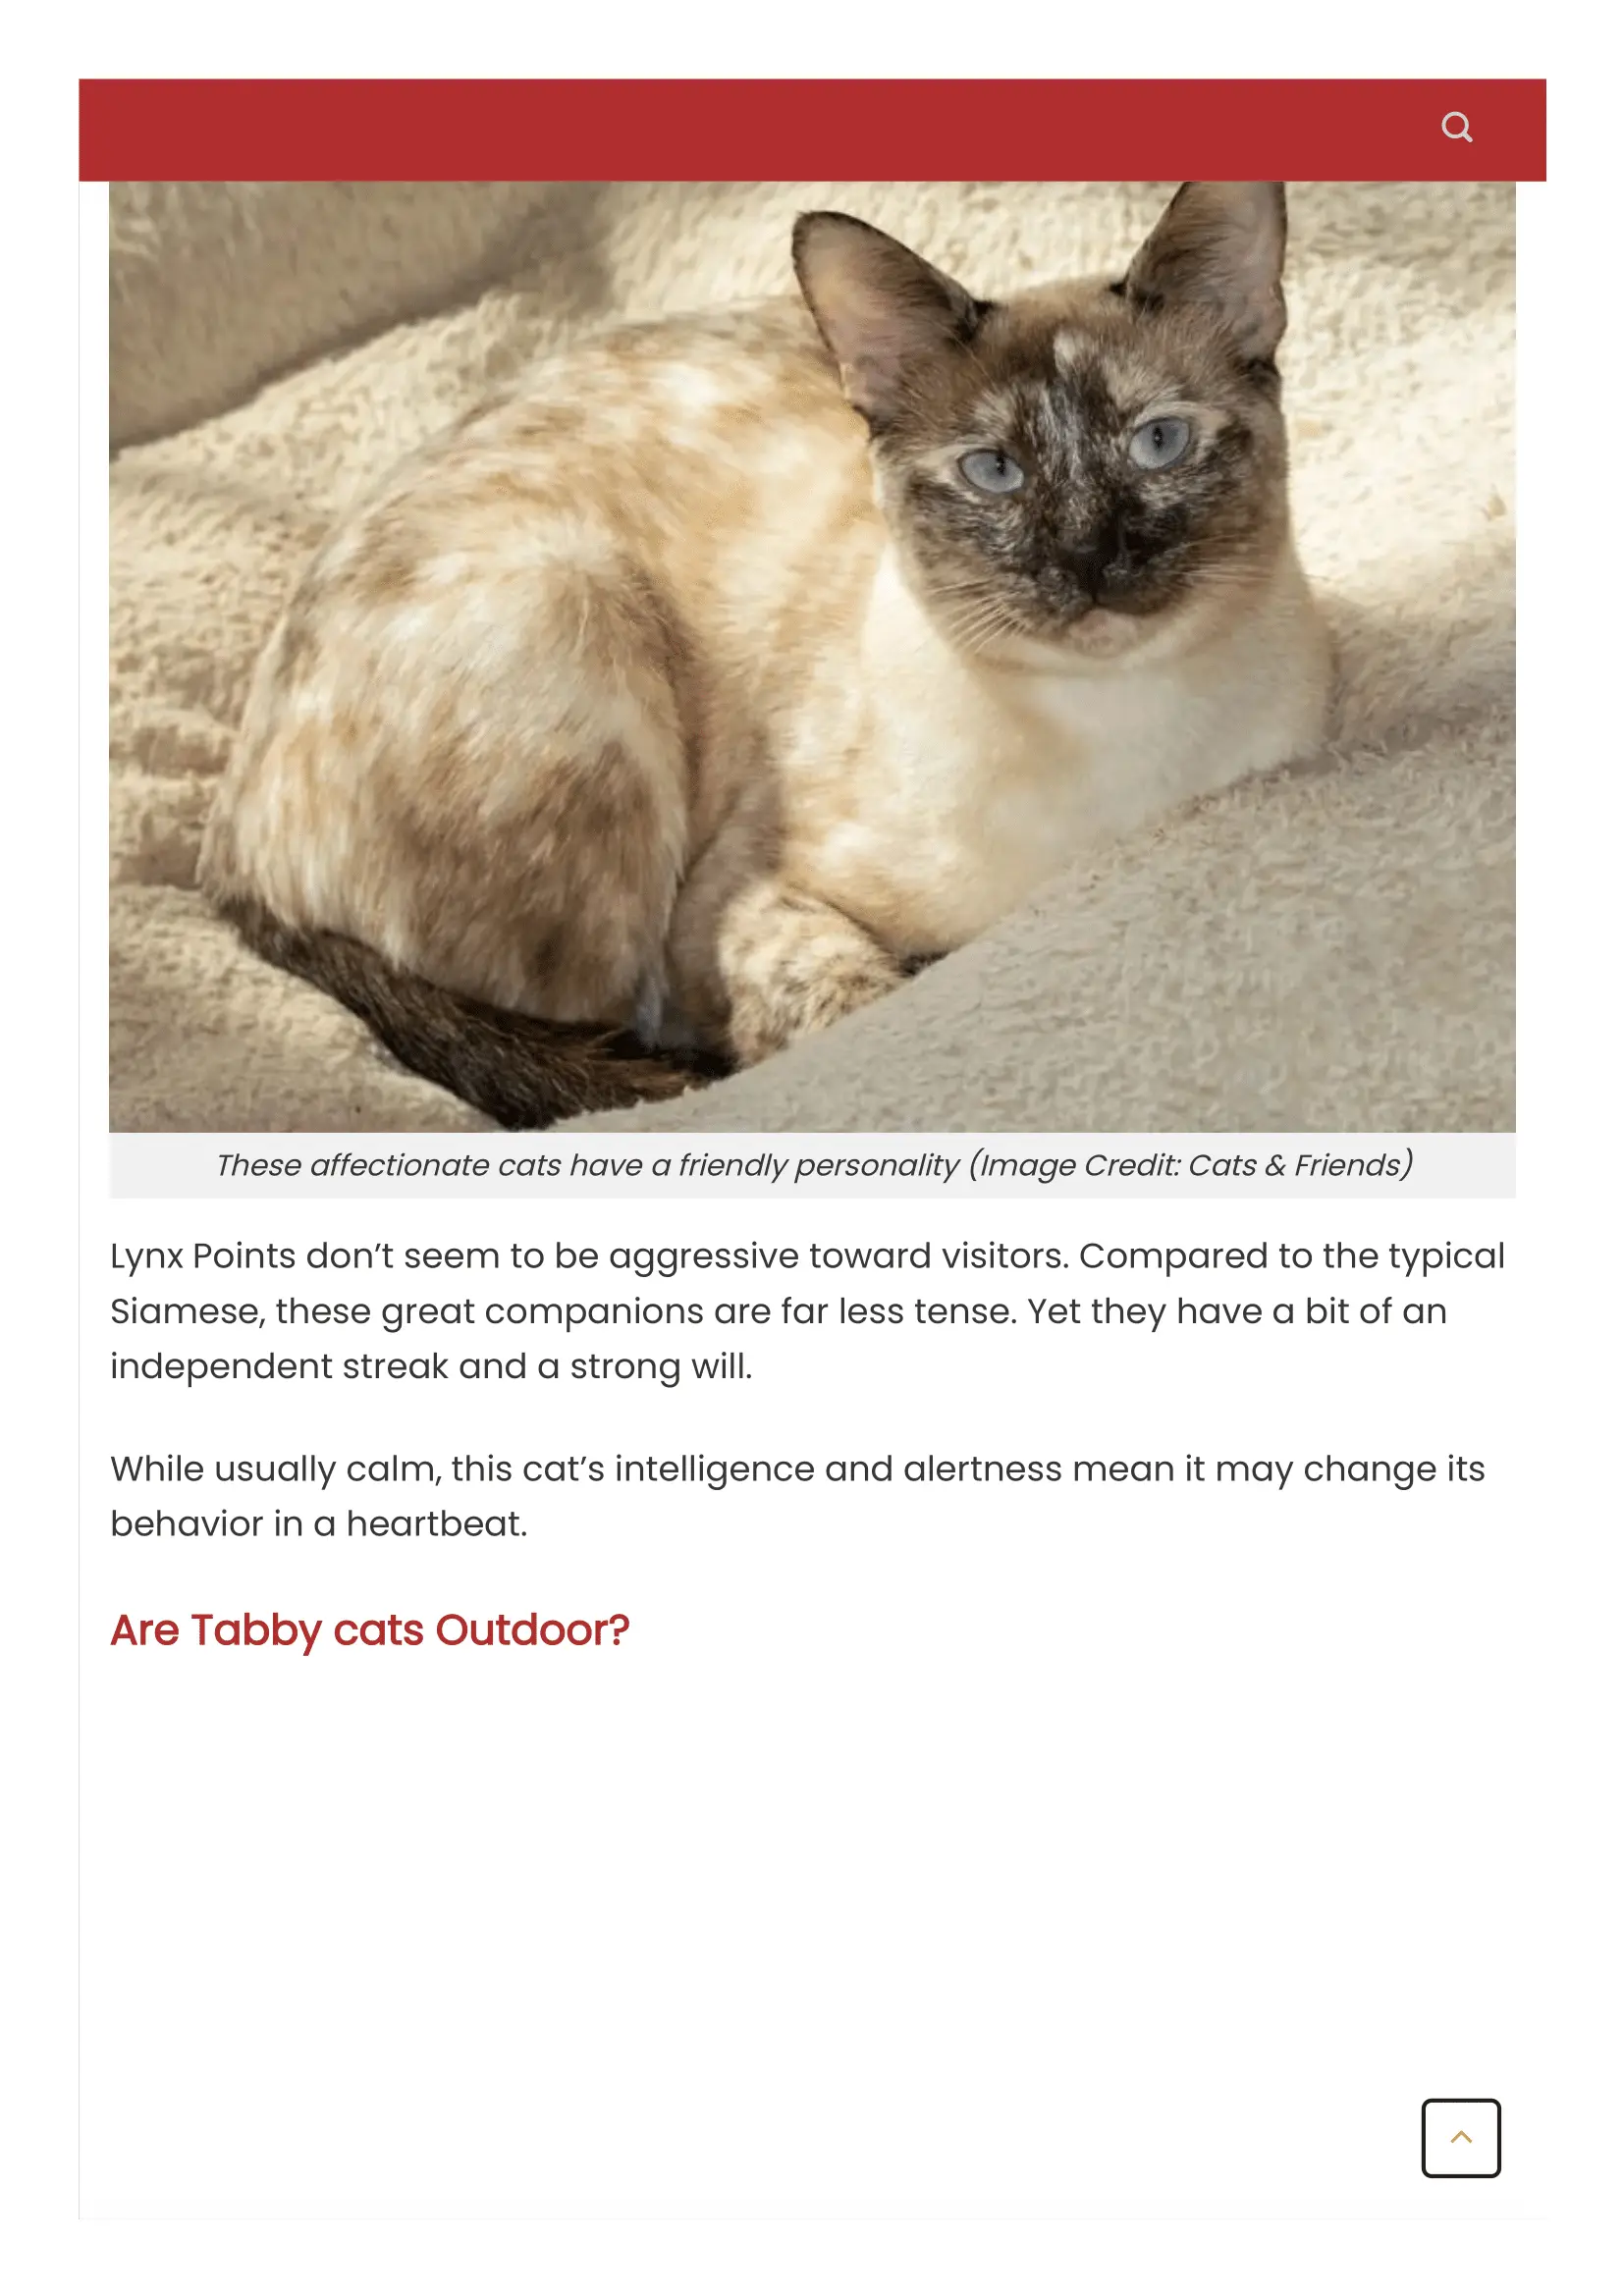 These affectionate cats have a friendly personality (Image Credit: Cats & Friends)
Lynx Points don’t seem to be aggressive toward visitors. Compared to the typical
Siamese, these great companions are far less tense. Yet they have a bit of an
independent streak and a strong will.
While usually calm, this cat’s intelligence and alertness mean it may change its
behavior in a heartbeat.
Are Tabby cats Outdoor?